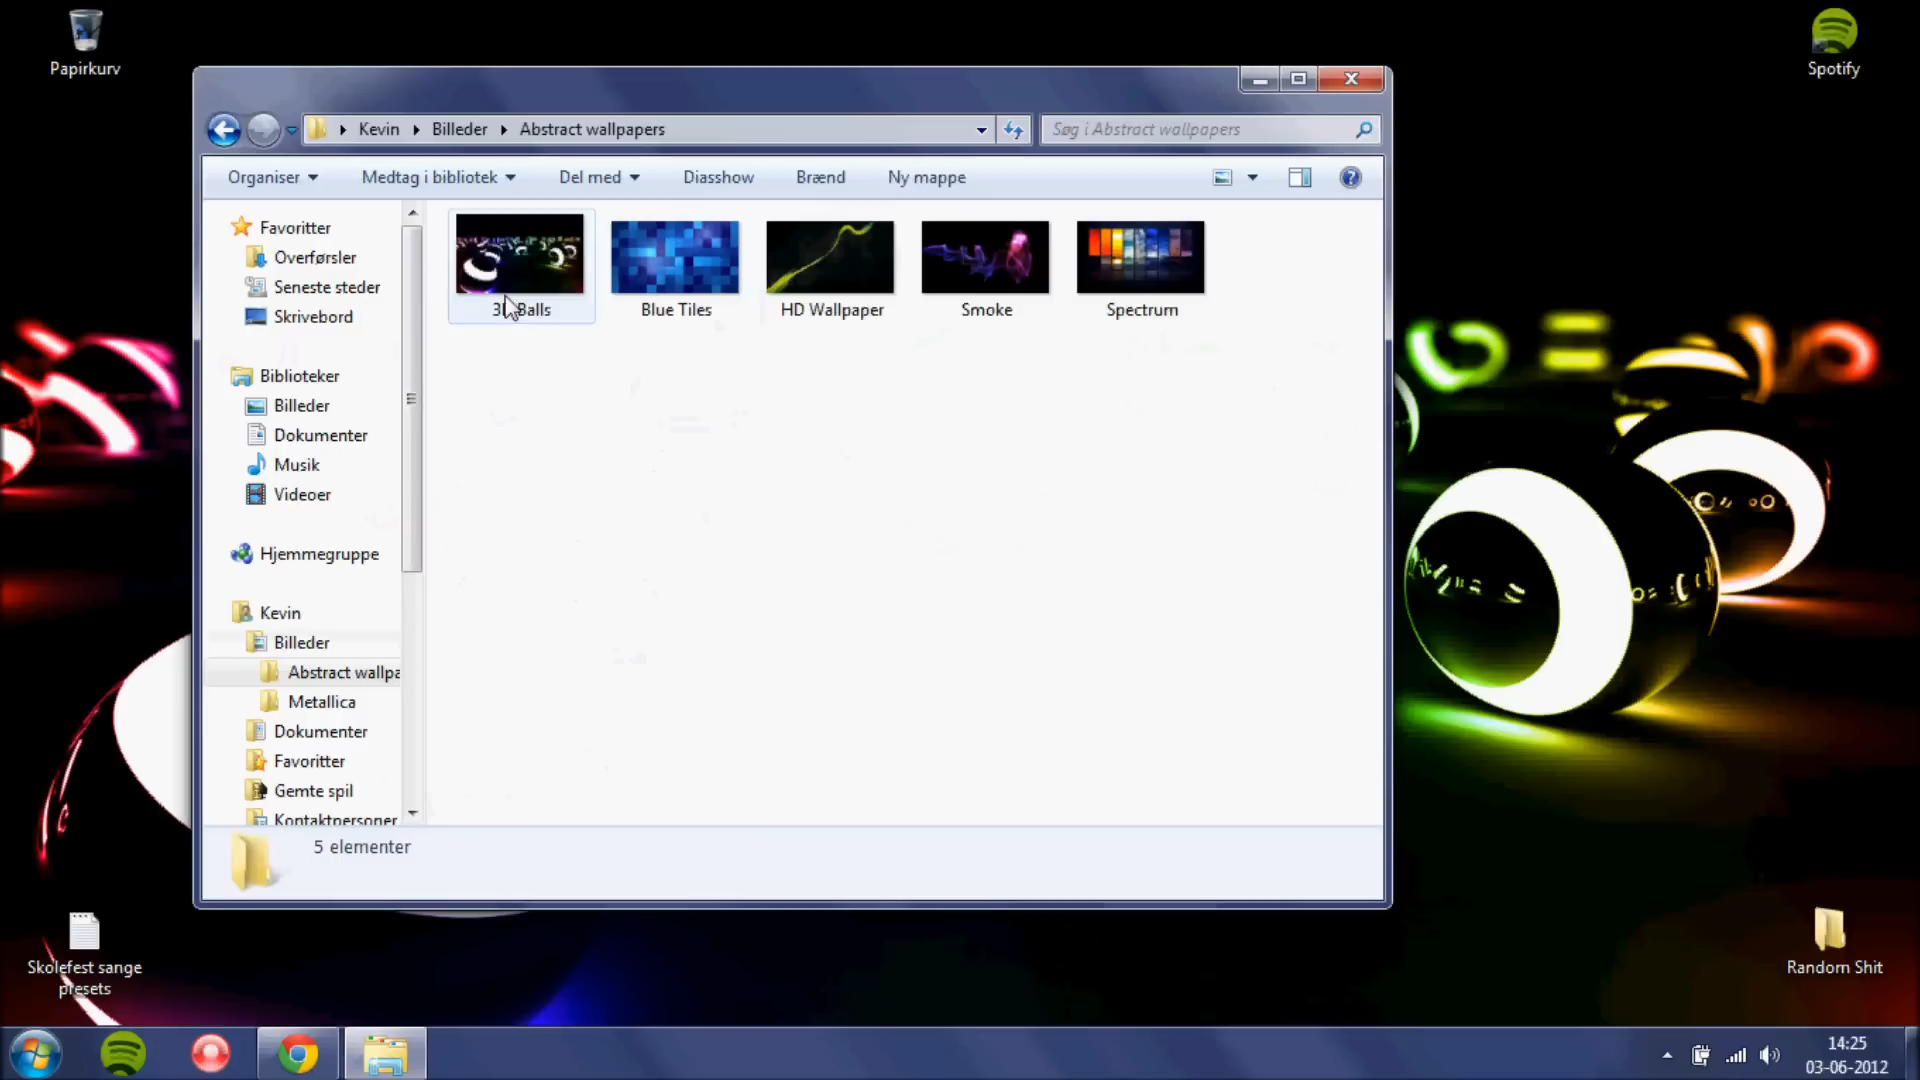 Papirkurv
Spotify
Kevin
Billeder
Abstract wallpapers
Søg i Abstract wallpapers
Organiser
Medtag i bibliotek
Del med
Diasshow
Brænd
Ny mappe
Favoritter
Overførsler
Seneste steder
Skrivebord
Biblioteker
Billeder
Dokumenter
Musik
Videoer
Hjemmegruppe
Kevin
Billeder
Abstract wallpa
Metallica
Dokumenter
Favoritter
Gemte spil
Kontaktpersoner
3D Balls
Blue Tiles
HD Wallpaper
Smoke
Spectrum
5 elementer
Skolefest sange
presets
Random Shit
14:25
03-06-2012